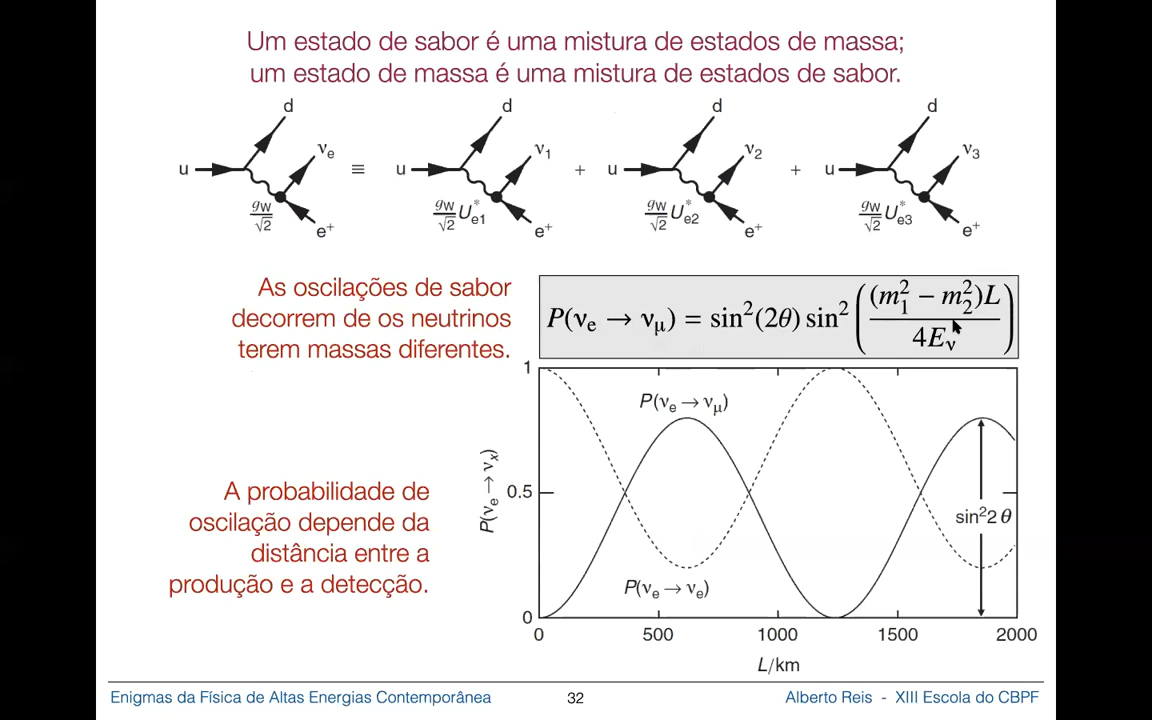 Um estado de sabor é uma mistura de estados de massa;
um estado de massa é uma mistura de estados de sabor.
d d d d
νe ν1 ν2 ν3
u ≡ u + u + u
gW/√2 gW/√2 U*e1 gW/√2 U*e2 gW/√2 U*e3
e+ e+ e+ e+
As oscilações de sabor
decorrem de os neutrinos
terem massas diferentes.
P(νe → νμ) = sin²(2θ) sin² ( (m₁² − m₂²)L / 4Eν )
1
P(νe → νμ)
P(νe → νx)
0.5
sin²2θ
P(νe → νe)
0
0 500 1000 1500 2000
L/km
A probabilidade de
oscilação depende da
distância entre a
produção e a detecção.
Enigmas da Física de Altas Energias Contemporânea 32 Alberto Reis - XIII Escola do CBPF